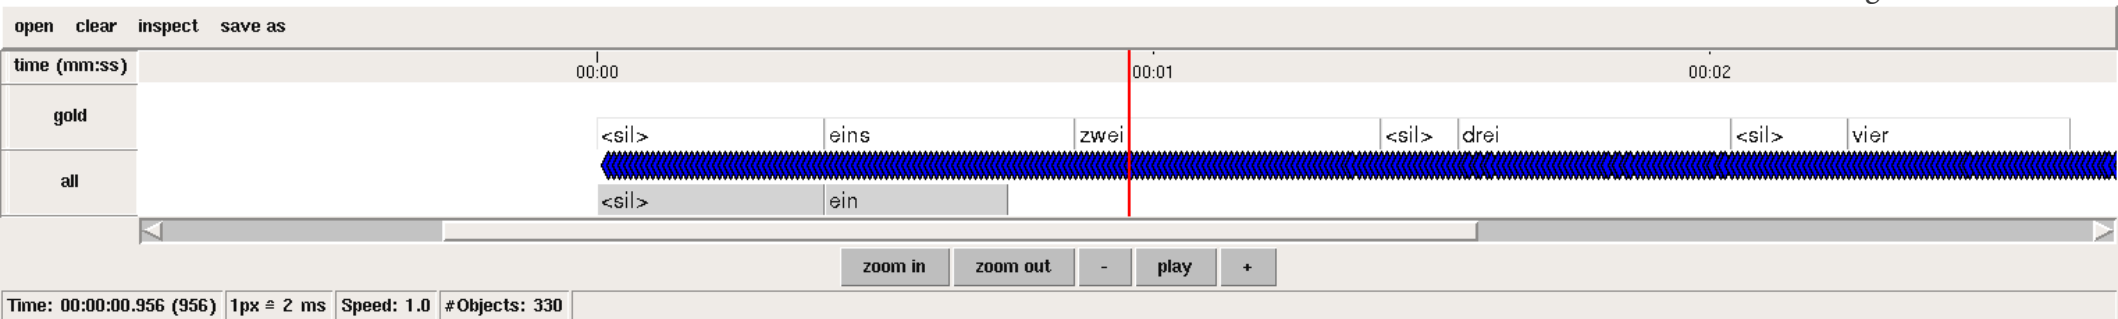 open clear inspect save as
time (mm:ss) 00:00 00:01 00:02
gold <sil> eins zwei <sil> drei <sil> vier
all <sil> ein
zoom in zoom out - play +
Time: 00:00:00.956 (956) 1px ≙ 2 ms Speed: 1.0 #Objects: 330